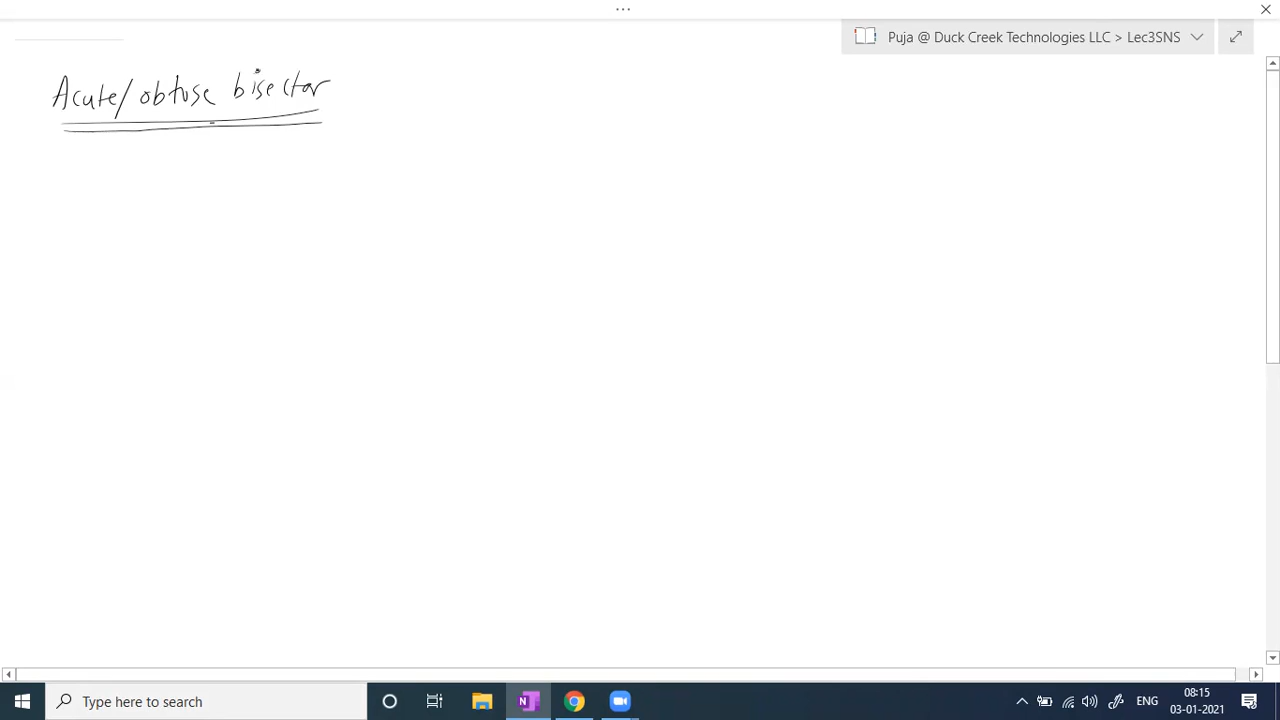 ...
Puja @ Duck Creek Technologies LLC > Lec3SNS
Acute/obtuse bisector
Type here to search
N
ENG
08:15
03-01-2021